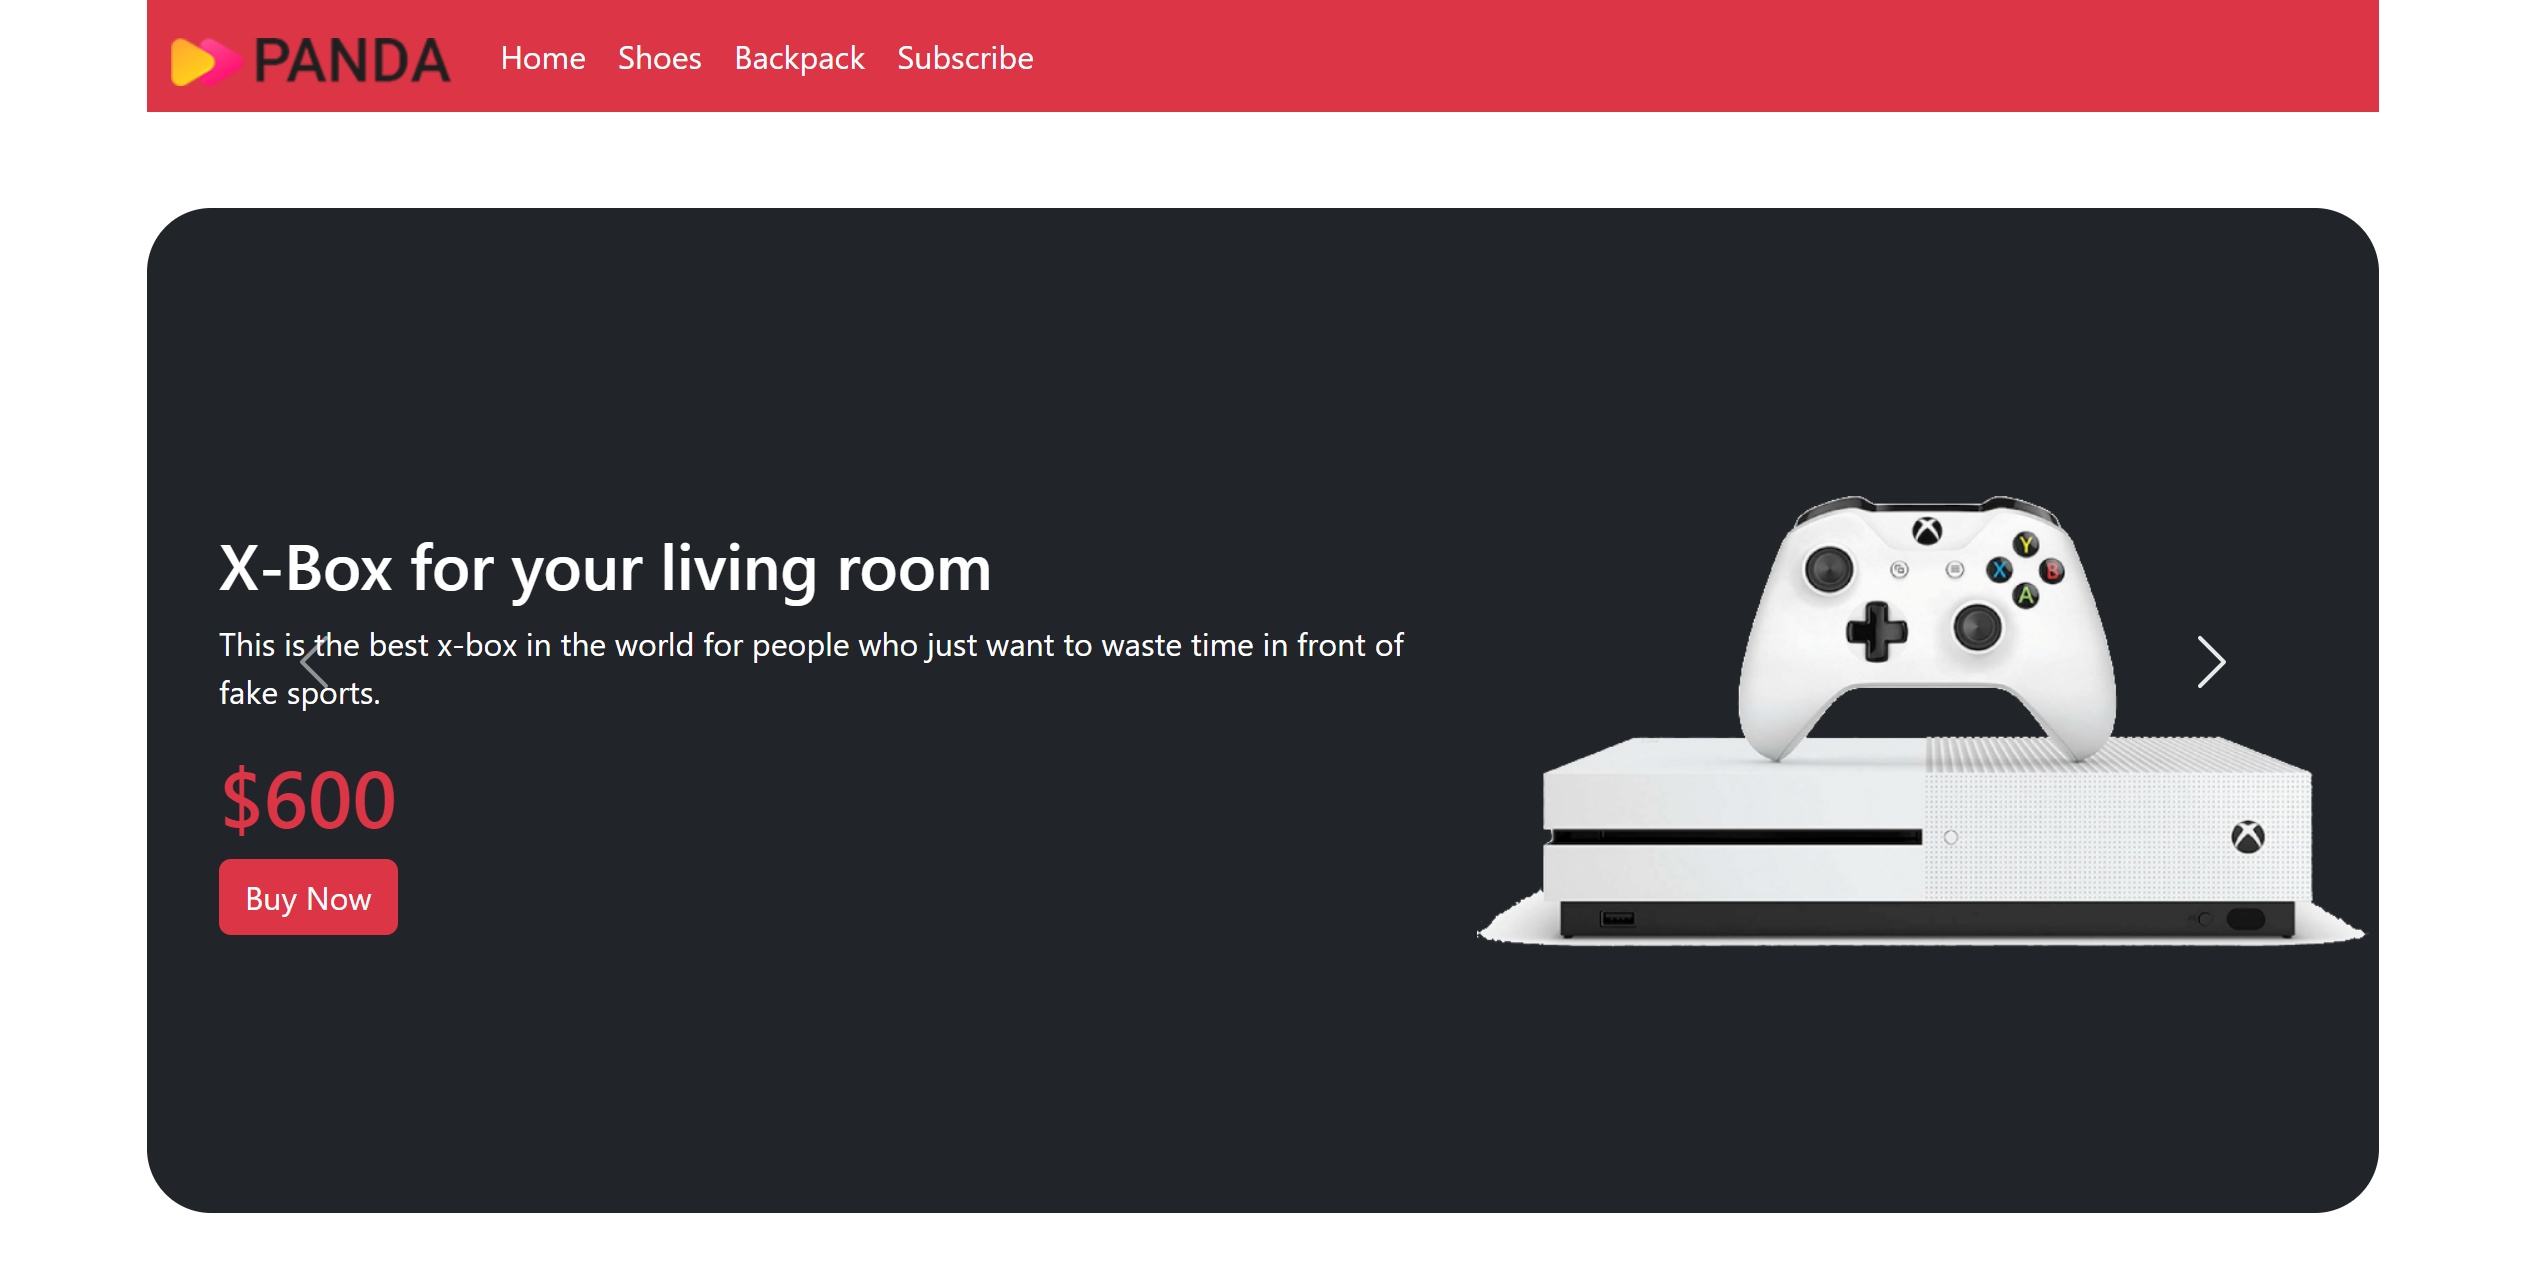 PANDA
Home Shoes Backpack Subscribe
X-Box for your living room
This is the best x-box in the world for people who just want to waste time in front of
fake sports.
$600
Buy Now
Y
X B
A